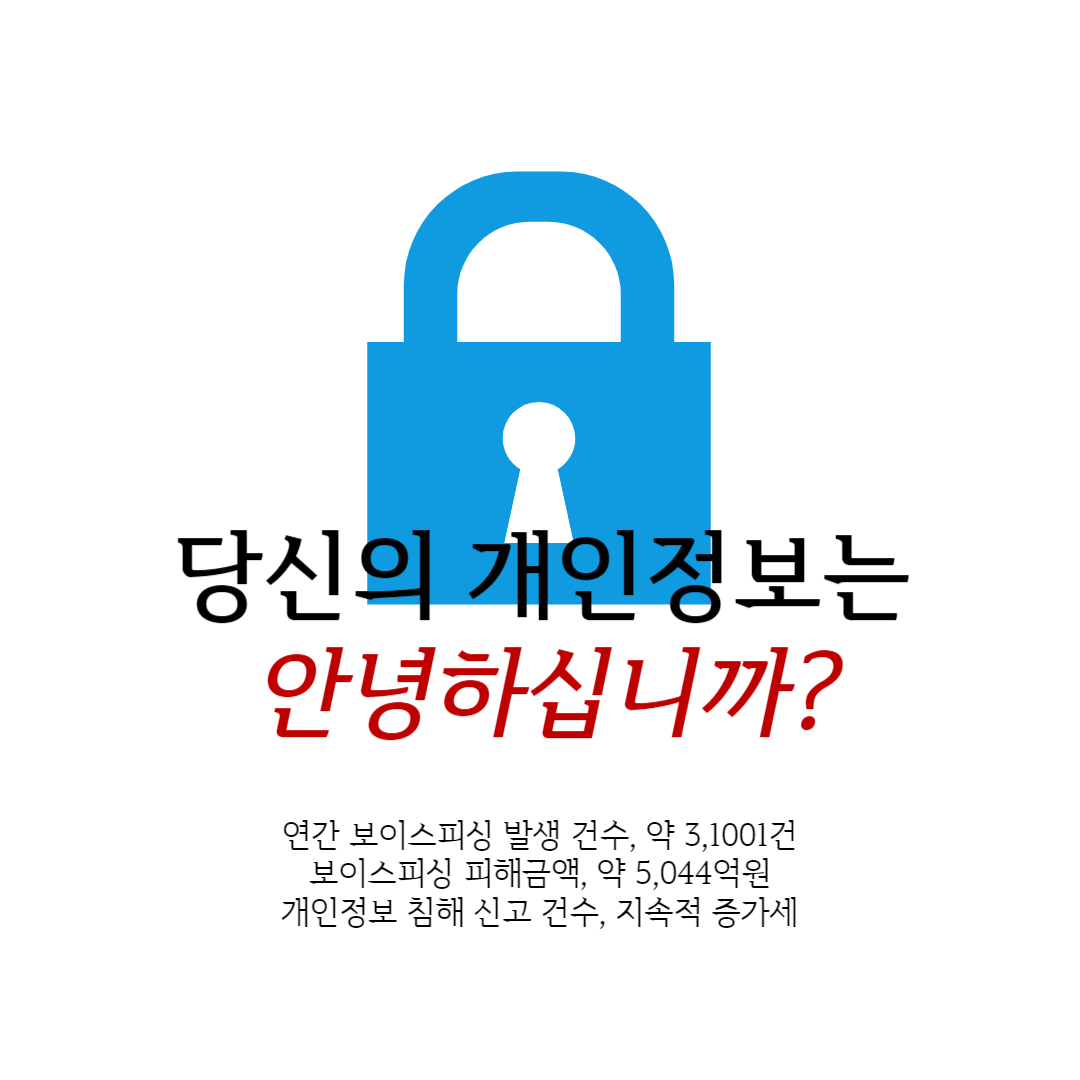 당신의 개인정보는
안녕하십니까?
연간 보이스피싱 발생 건수, 약 3,1001건
보이스피싱 피해금액, 약 5,044억원
개인정보 침해 신고 건수, 지속적 증가세